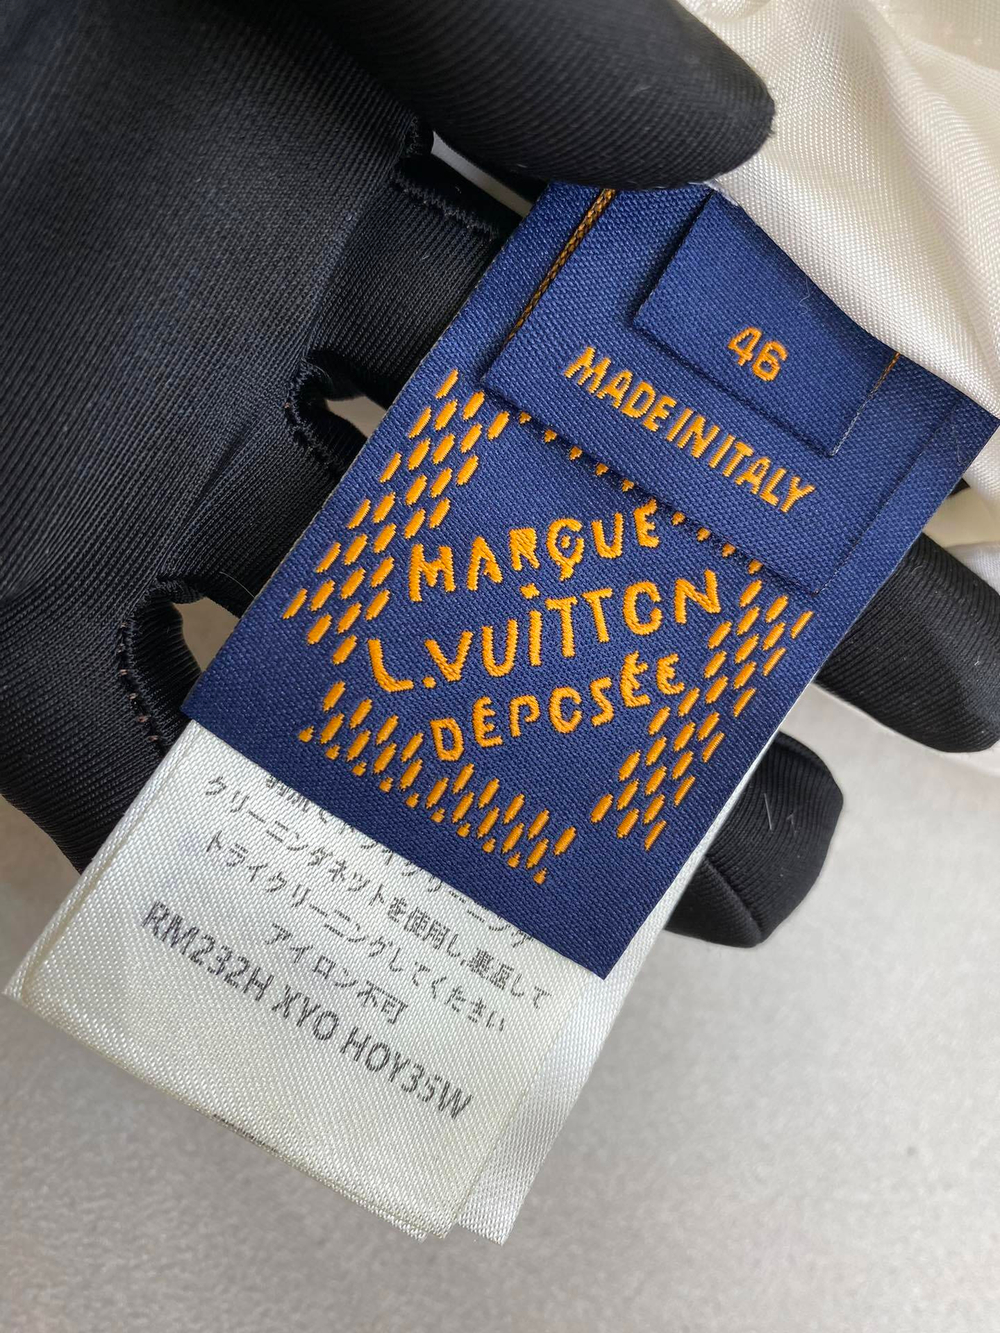 46
MADE IN ITALY
MARQUE
L.VUITTON
DÉPOSÉE
クリーニングネットを使用し,裏返して
トライクリーニングしてください
アイロン不可
RM232H XYO HOY35W